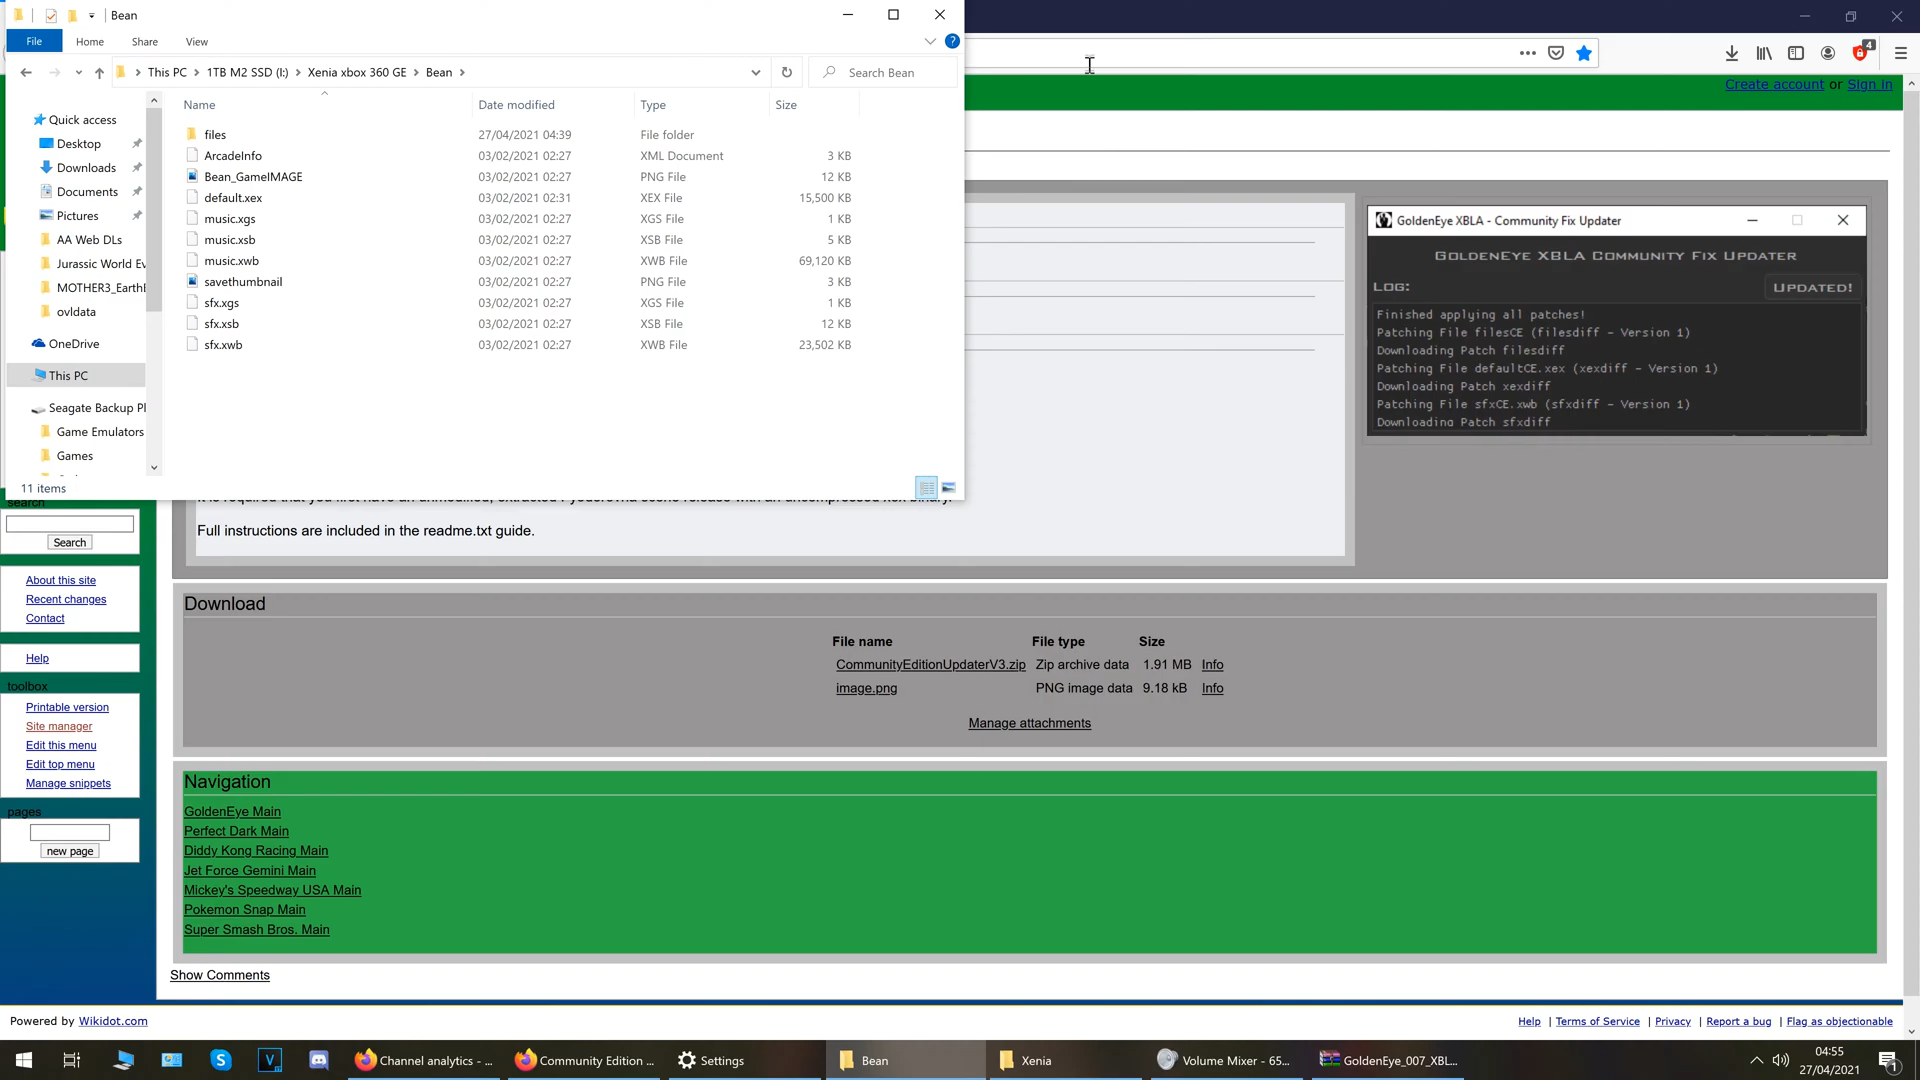 Bean
File
Home
Share
View
This PC
1TB M2 SSD (I:)
Xenia xbox 360 GE
Bean
Search Bean
Name
Date modified
Type
Size
Quick access
Desktop
Downloads
Documents
Pictures
AA Web DLs
Jurassic World Ev
MOTHER3_Earth
ovldata
OneDrive
This PC
Seagate Backup Pl
Game Emulators
Games
files 27/04/2021 04:39 File folder
ArcadeInfo 03/02/2021 02:27 XML Document 3 KB
Bean_GameIMAGE 03/02/2021 02:27 PNG File 12 KB
default.xex 03/02/2021 02:31 XEX File 15,500 KB
music.xgs 03/02/2021 02:27 XGS File 1 KB
music.xsb 03/02/2021 02:27 XSB File 5 KB
music.xwb 03/02/2021 02:27 XWB File 69,120 KB
savethumbnail 03/02/2021 02:27 PNG File 3 KB
sfx.xgs 03/02/2021 02:27 XGS File 1 KB
sfx.xsb 03/02/2021 02:27 XSB File 12 KB
sfx.xwb 03/02/2021 02:27 XWB File 23,502 KB
11 items
4
Create account or Sign in
GoldenEye XBLA - Community Fix Updater
GOLDENEYE XBLA COMMUNITY FIX UPDATER
LOG:
UPDATED!
Finished applying all patches!
Patching File filesCE (filesdiff - Version 1)
Downloading Patch filesdiff
Patching File defaultCE.xex (xexdiff - Version 1)
Downloading Patch xexdiff
Patching File sfxCE.xwb (sfxdiff - Version 1)
Downloading Patch sfxdiff
Full instructions are included in the readme.txt guide.
search
Search
About this site
Recent changes
Contact
Help
toolbox
Printable version
Site manager
Edit this menu
Edit top menu
Manage snippets
pages
new page
Download
File name File type Size
CommunityEditionUpdaterV3.zip Zip archive data 1.91 MB Info
image.png PNG image data 9.18 kB Info
Manage attachments
Navigation
GoldenEye Main
Perfect Dark Main
Diddy Kong Racing Main
Jet Force Gemini Main
Mickey's Speedway USA Main
Pokemon Snap Main
Super Smash Bros. Main
Show Comments
Powered by Wikidot.com
Help | Terms of Service | Privacy | Report a bug | Flag as objectionable
Channel analytics - ...
Community Edition ...
Settings
Bean
Xenia
Volume Mixer - 65...
GoldenEye_007_XBL...
04:55
27/04/2021
1